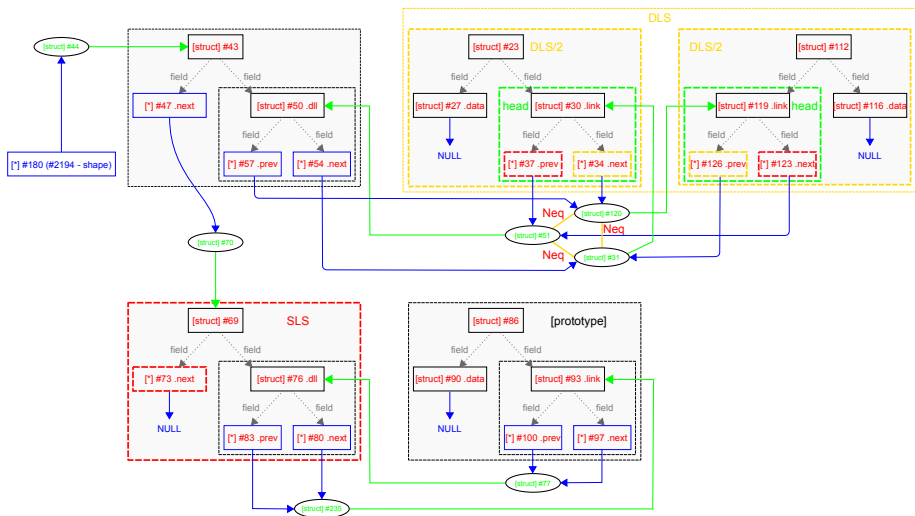 DLS
[struct] #44
[struct] #43
[struct] #23
DLS/2
DLS/2
[struct] #112
field
field
field
field
field
field
[*] #47 .next
[struct] #50 .dll
[struct] #27 .data
head
[struct] #30 .link
[struct] #119 .link
head
[struct] #116 .data
field
field
field
field
field
field
[*] #180 (#2194 - shape)
[*] #57 .prev
[*] #54 .next
NULL
[*] #37 .prev
[*] #34 .next
[*] #126 .prev
[*] #123 .next
NULL
Neq
[struct] #120
[struct] #70
[struct] #51
Neq
Neq
[struct] #31
[struct] #69
SLS
[struct] #86
[prototype]
field
field
field
field
[*] #73 .next
[struct] #76 .dll
[struct] #90 .data
[struct] #93 .link
field
field
field
field
NULL
[*] #83 .prev
[*] #80 .next
NULL
[*] #100 .prev
[*] #97 .next
[struct] #77